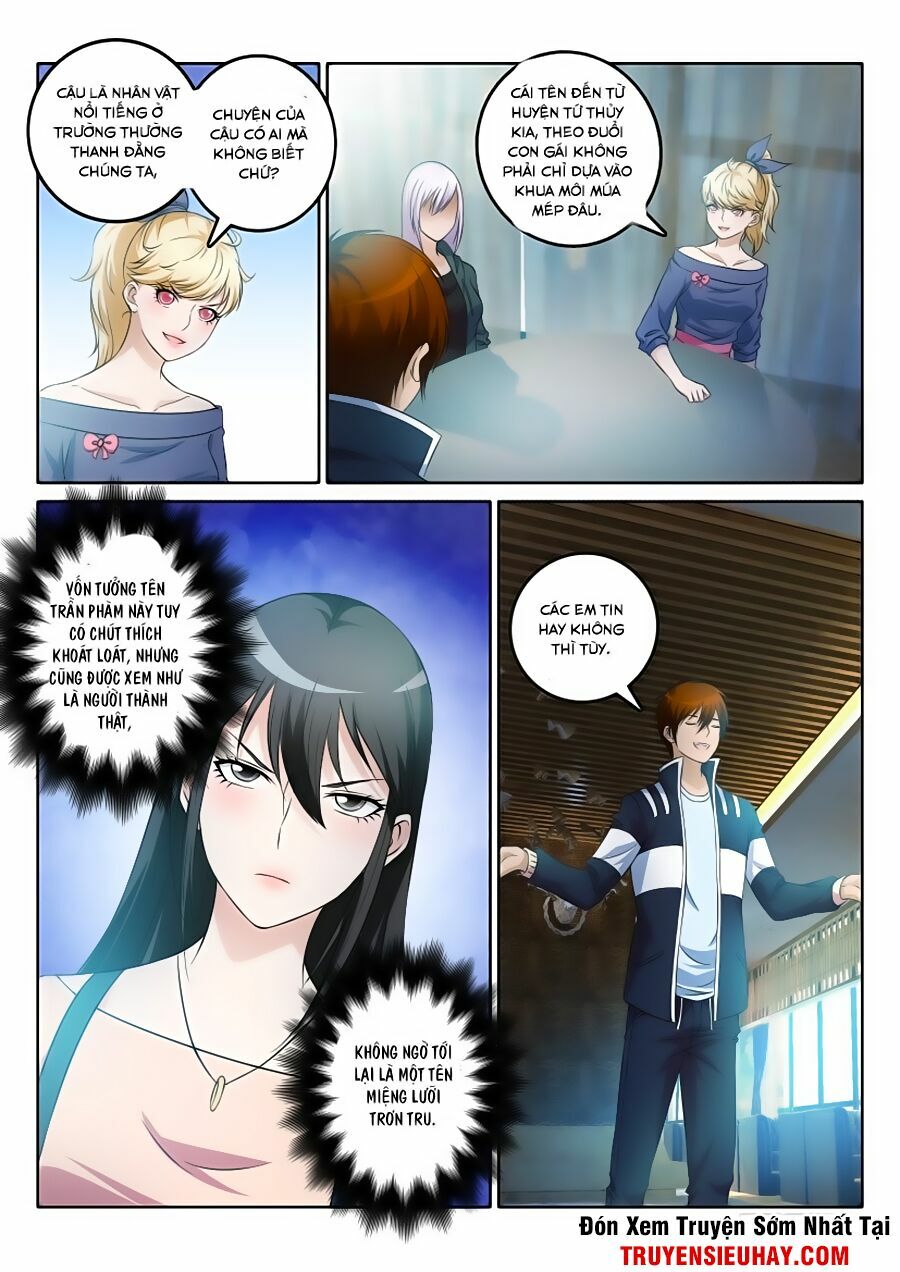 CẬU LÀ NHÂN VẬT
NỔI TIẾNG Ở
TRƯỜNG THƯỜNG
THANH ĐẰNG
CHÚNG TA,
CHUYỆN CỦA
CẬU CÓ AI MÀ
KHÔNG BIẾT
CHỨ?
CÁI TÊN ĐẾN TỪ
HUYỆN TỨ THỦY
KIA, THEO ĐUỔI
CON GÁI KHÔNG
PHẢI CHỈ DỰA VÀO
KHUA MÔI MÚA
MÉP ĐÂU.
VỐN TƯỞNG TÊN
TRẦN PHÀM NÀY TUY
CÓ CHÚT THÍCH
KHOÁT LOÁT, NHƯNG
CŨNG ĐƯỢC XEM NHƯ
LÀ NGƯỜI THÀNH
THẬT,
KHÔNG NGỜ TỚI
LẠI LÀ MỘT TÊN
MIỆNG LƯỠI
TRƠN TRU.
CÁC EM TIN
HAY KHÔNG
THÌ TÙY.
Đón Xem Truyện Sớm Nhất Tại
TRUYENSIEUHAY.COM